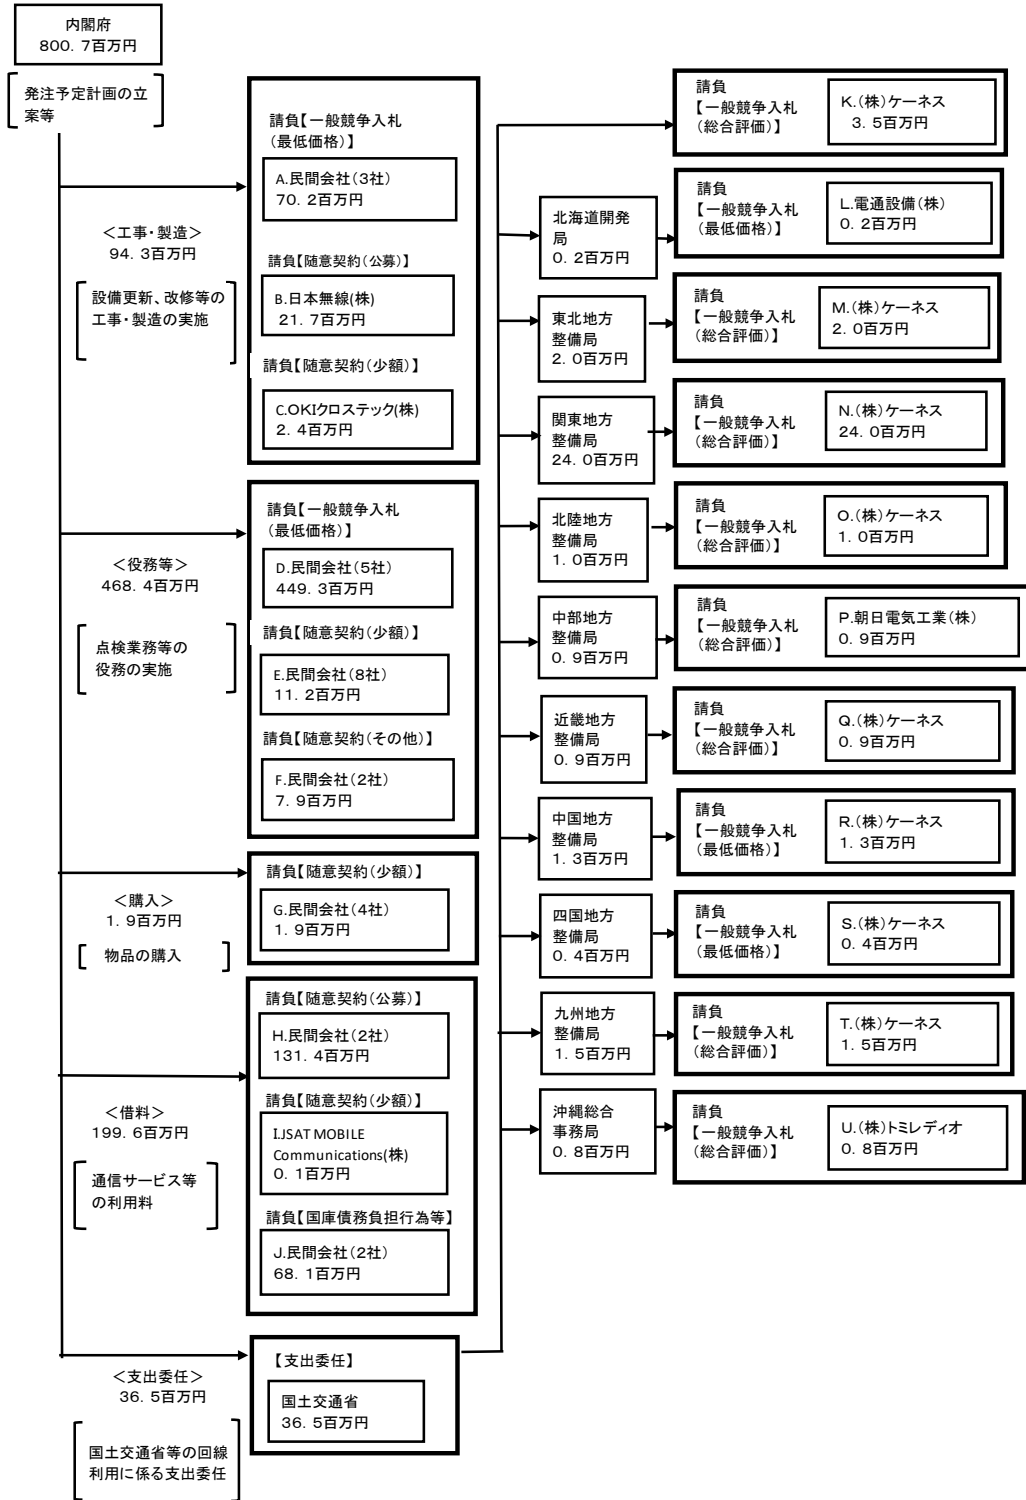 内閣府
800. 7百万円
発注予定計画の立
案等
＜工事・製造＞
94. 3百万円
設備更新、改修等の
工事・製造の実施
請負【一般競争入札
(最低価格)】
A.民間会社(3社)
70. 2百万円
請負【随意契約(公募)】
B.日本無線(株)
21. 7百万円
請負【随意契約(少額)】
C.OKIクロステック(株)
2. 4百万円
＜役務等＞
468. 4百万円
点検業務等の
役務の実施
請負【一般競争入札
(最低価格)】
D.民間会社(5社)
449. 3百万円
請負【随意契約(少額)】
E.民間会社(8社)
11. 2百万円
請負【随意契約(その他)】
F.民間会社(2社)
7. 9百万円
＜購入＞
1. 9百万円
物品の購入
請負【随意契約(少額)】
G.民間会社(4社)
1. 9百万円
＜借料＞
199. 6百万円
通信サービス等
の利用料
請負【随意契約(公募)】
H.民間会社(2社)
131. 4百万円
請負【随意契約(少額)】
I.JSAT MOBILE
Communications(株)
0. 1百万円
請負【国庫債務負担行為等】
J.民間会社(2社)
68. 1百万円
＜支出委任＞
36. 5百万円
国土交通省等の回線
利用に係る支出委任
【支出委任】
国土交通省
36. 5百万円
請負
【一般競争入札
(総合評価)】
K.(株)ケーネス
3. 5百万円
北海道開発
局
0. 2百万円
請負
【一般競争入札
(最低価格)】
L.電通設備(株)
0. 2百万円
東北地方
整備局
2. 0百万円
請負
【一般競争入札
(総合評価)】
M.(株)ケーネス
2. 0百万円
関東地方
整備局
24. 0百万円
請負
【一般競争入札
(総合評価)】
N.(株)ケーネス
24. 0百万円
北陸地方
整備局
1. 0百万円
請負
【一般競争入札
(総合評価)】
O.(株)ケーネス
1. 0百万円
中部地方
整備局
0. 9百万円
請負
【一般競争入札
(総合評価)】
P.朝日電気工業(株)
0. 9百万円
近畿地方
整備局
0. 9百万円
請負
【一般競争入札
(総合評価)】
Q.(株)ケーネス
0. 9百万円
中国地方
整備局
1. 3百万円
請負
【一般競争入札
(最低価格)】
R.(株)ケーネス
1. 3百万円
四国地方
整備局
0. 4百万円
請負
【一般競争入札
(最低価格)】
S.(株)ケーネス
0. 4百万円
九州地方
整備局
1. 5百万円
請負
【一般競争入札
(総合評価)】
T.(株)ケーネス
1. 5百万円
沖縄総合
事務局
0. 8百万円
請負
【一般競争入札
(総合評価)】
U.(株)トミレディオ
0. 8百万円